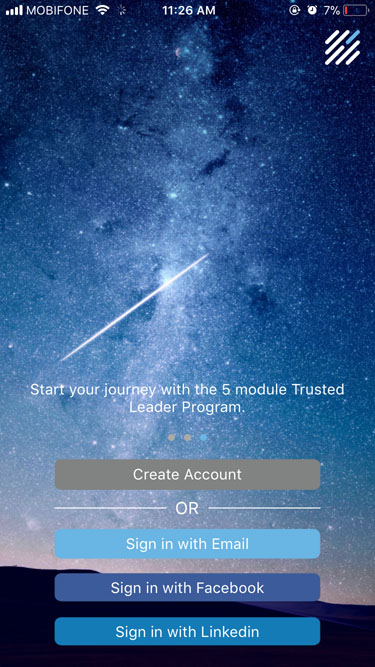 MOBIFONE 11:26 AM 7%
Start your journey with the 5 module Trusted
Leader Program.
Create Account
OR
Sign in with Email
Sign in with Facebook
Sign in with Linkedin